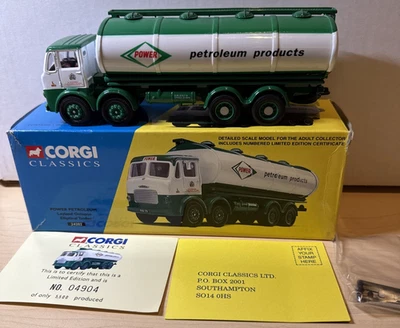 POWER
petroleum products
CORGI
CLASSICS
DETAILED SCALE MODEL FOR THE ADULT COLLECTOR
INCLUDES NUMBERED LIMITED EDITION CERTIFICATE
POWER
POWER
petroleum products
CORGI
CLASSICS
This is to certify that this is a
Limited Edition and is
NO. 04904
of only produced
CORGI CLASSICS LTD.
P.O. BOX 2001
SOUTHAMPTON
SO14 0HS
AFFIX
YOUR
STAMP
HERE